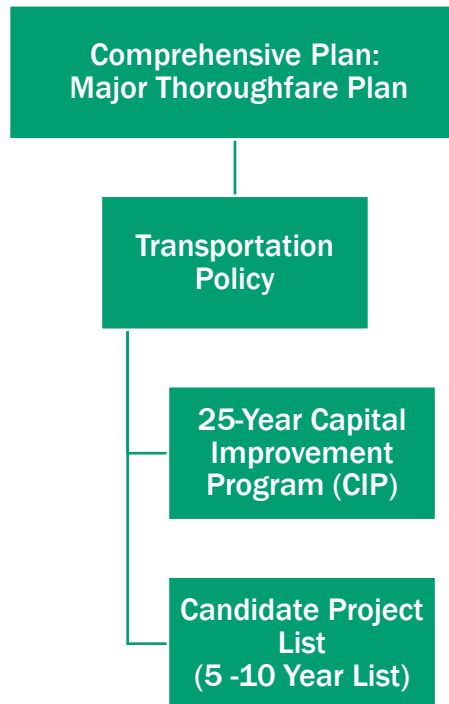 Comprehensive Plan:
Major Thoroughfare Plan
Transportation
Policy
25-Year Capital
Improvement
Program (CIP)
Candidate Project
List
(5 -10 Year List)